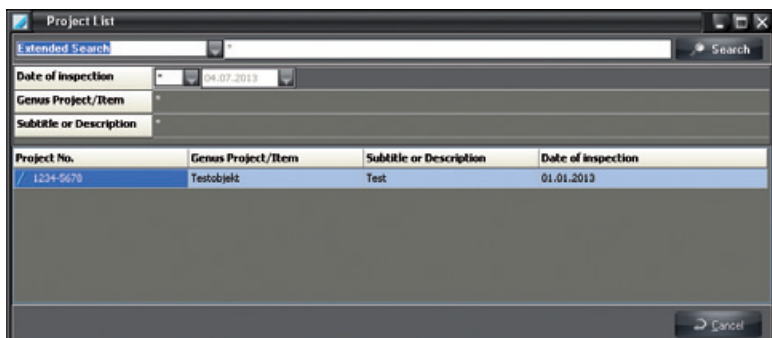 Project List
Extended Search * Search
Date of inspection * 04.07.2013
Genus Project/Item *
Subtitle or Description *
Project No. Genus Project/Item Subtitle or Description Date of inspection
1234-5678 Testobjekt Test 01.01.2013
Cancel